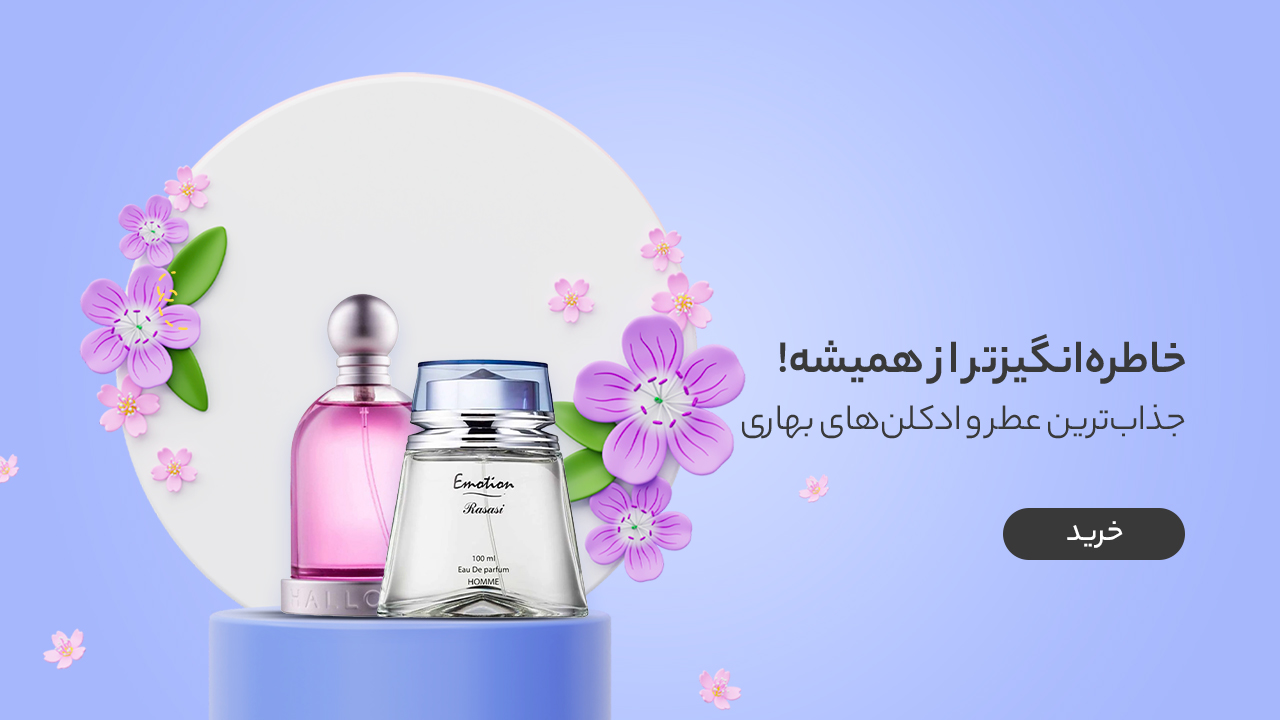 خاطره‌انگیزتر از همیشه!
جذاب‌ترین عطر و ادکلن‌های بهاری
خرید
Emotion
Rasasi
100 ml
Eau De parfum
HOMME